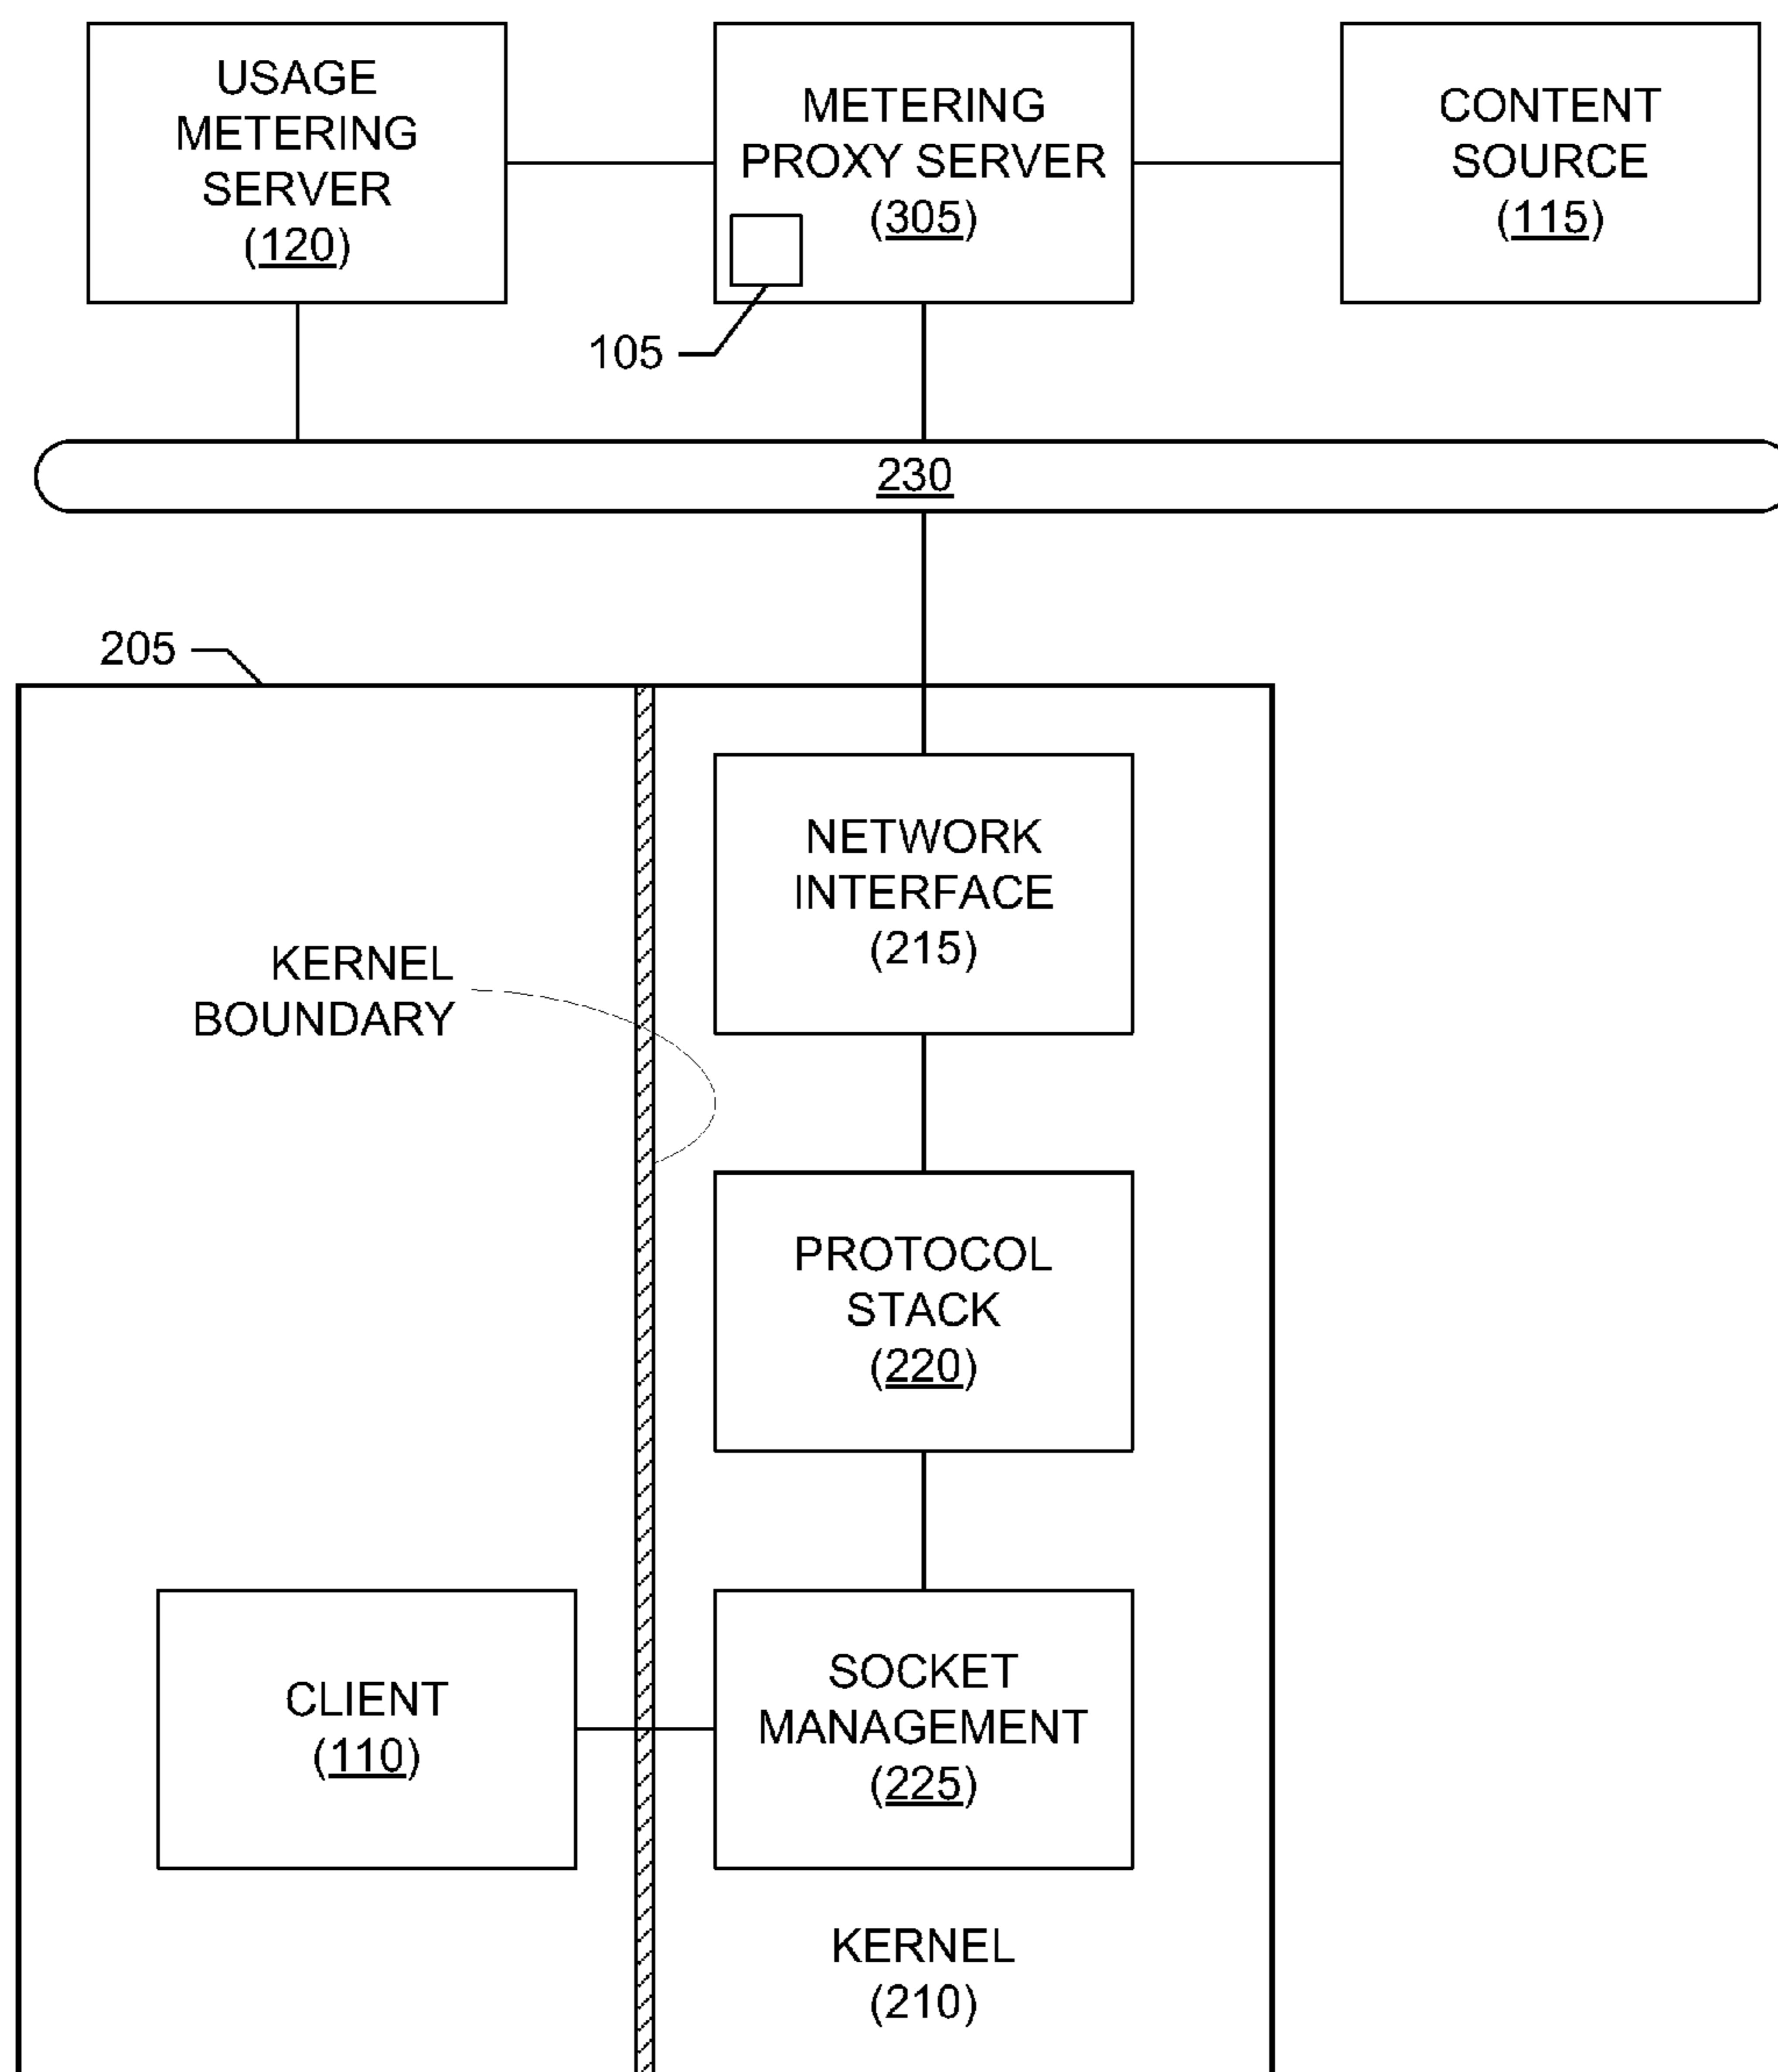 USAGE
METERING
SERVER
(120)
METERING
PROXY SERVER
(305)
CONTENT
SOURCE
(115)
105
230
205
NETWORK
INTERFACE
(215)
KERNEL
BOUNDARY
PROTOCOL
STACK
(220)
CLIENT
(110)
SOCKET
MANAGEMENT
(225)
KERNEL
(210)